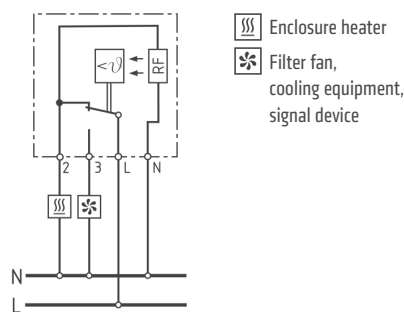 Enclosure heater
Filter fan,
cooling equipment,
signal device
<ϑ
RF
2 3 L N
N
L